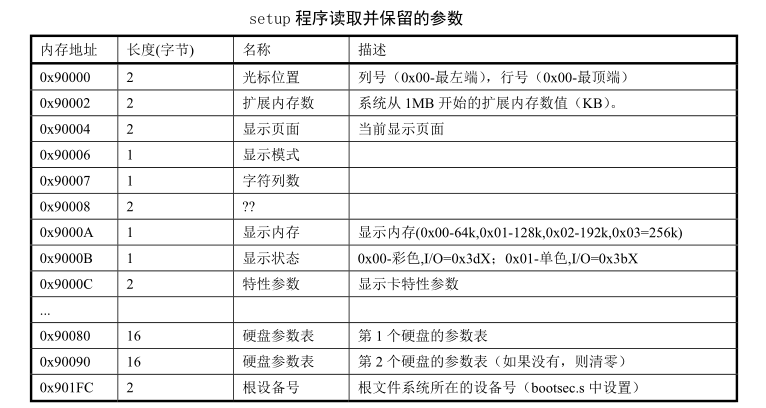 setup 程序读取并保留的参数
内存地址 长度(字节) 名称 描述
0x90000 2 光标位置 列号（0x00-最左端），行号（0x00-最顶端）
0x90002 2 扩展内存数 系统从 1MB 开始的扩展内存数值（KB）。
0x90004 2 显示页面 当前显示页面
0x90006 1 显示模式
0x90007 1 字符列数
0x90008 2 ??
0x9000A 1 显示内存 显示内存(0x00-64k,0x01-128k,0x02-192k,0x03=256k)
0x9000B 1 显示状态 0x00-彩色,I/O=0x3dX；0x01-单色,I/O=0x3bX
0x9000C 2 特性参数 显示卡特性参数
...
0x90080 16 硬盘参数表 第 1 个硬盘的参数表
0x90090 16 硬盘参数表 第 2 个硬盘的参数表（如果没有，则清零）
0x901FC 2 根设备号 根文件系统所在的设备号（bootsec.s 中设置）